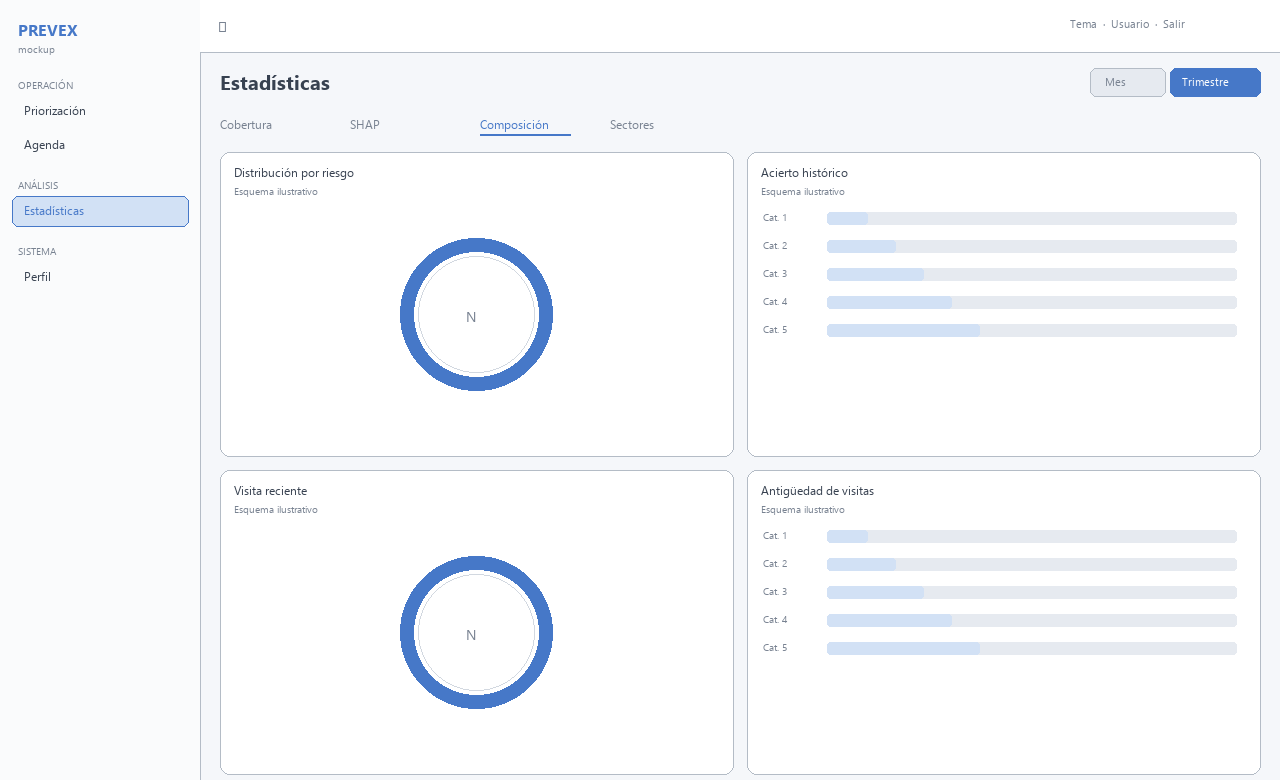 PREVEX
mockup
OPERACIÓN
Priorización
Agenda
ANÁLISIS
Estadísticas
SISTEMA
Perfil
Tema · Usuario · Salir
Estadísticas
Mes
Trimestre
Cobertura
SHAP
Composición
Sectores
Distribución por riesgo
Esquema ilustrativo
N
Acierto histórico
Esquema ilustrativo
Cat. 1
Cat. 2
Cat. 3
Cat. 4
Cat. 5
Visita reciente
Esquema ilustrativo
N
Antigüedad de visitas
Esquema ilustrativo
Cat. 1
Cat. 2
Cat. 3
Cat. 4
Cat. 5